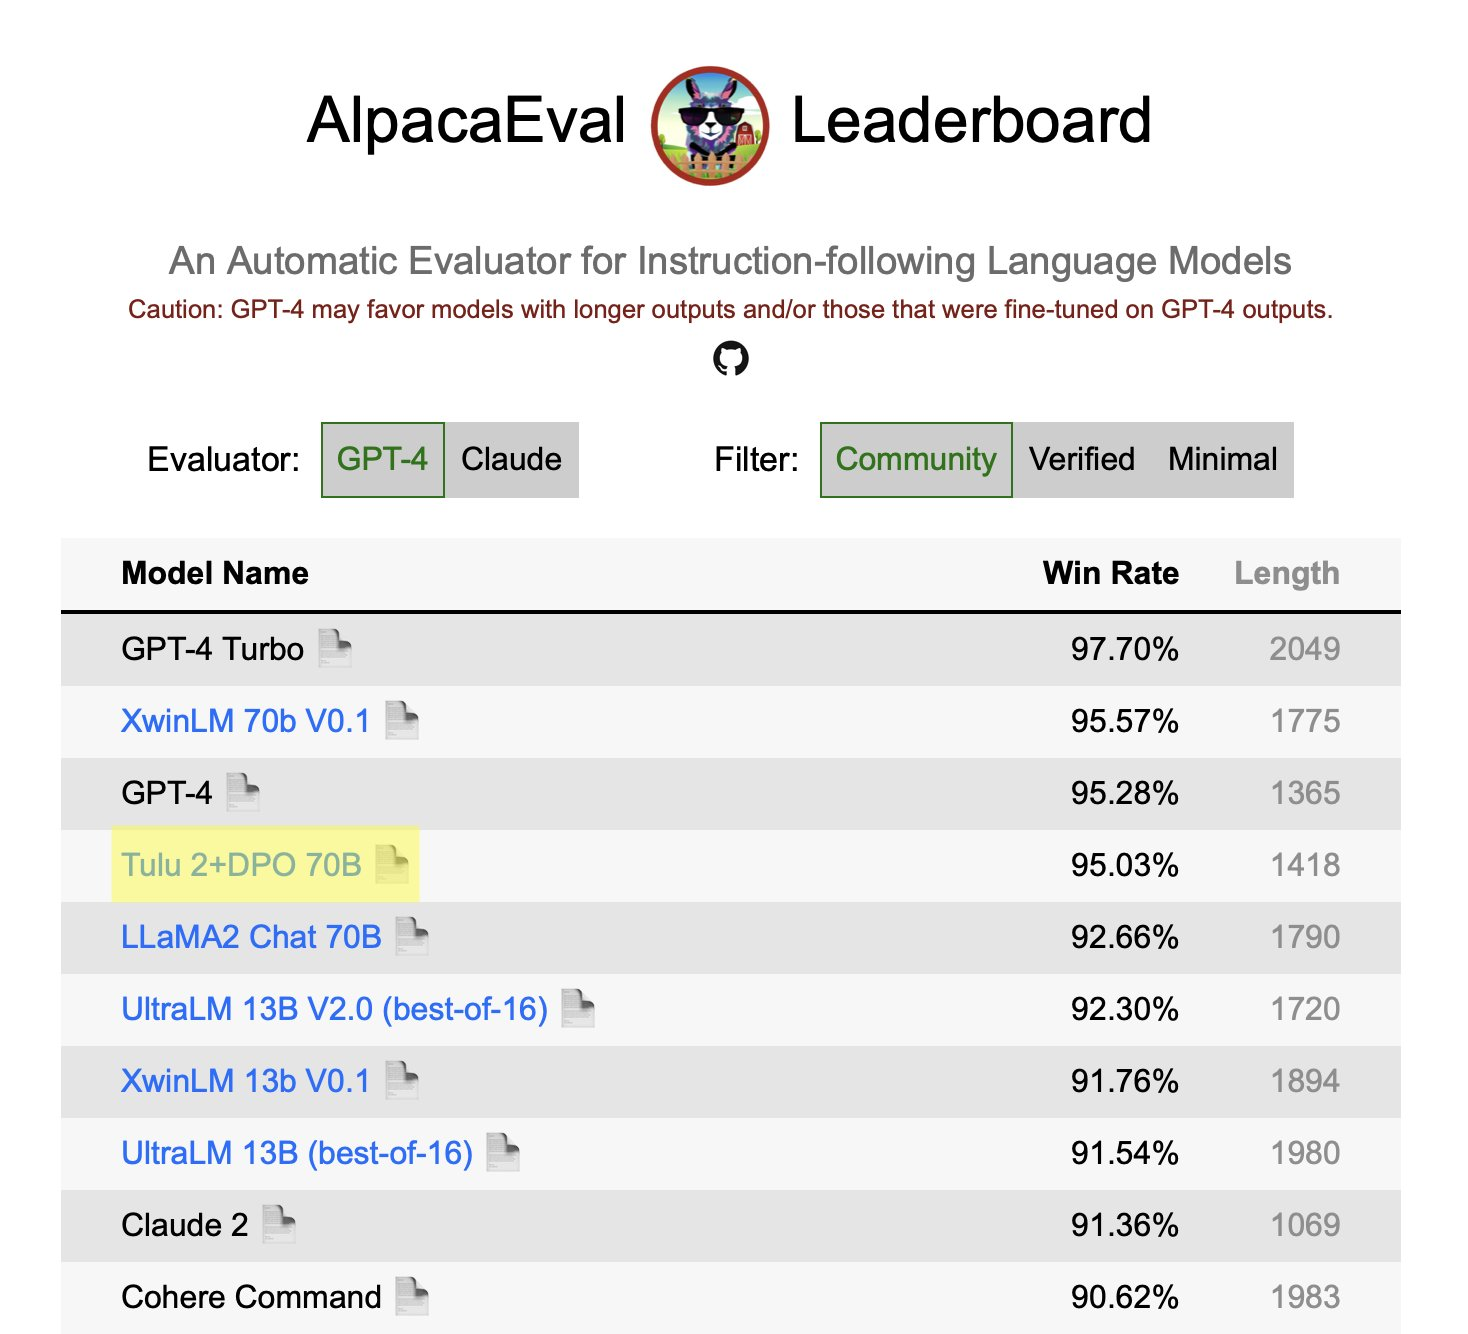 AlpacaEval Leaderboard
An Automatic Evaluator for Instruction-following Language Models
Caution: GPT-4 may favor models with longer outputs and/or those that were fine-tuned on GPT-4 outputs.
Evaluator: GPT-4 Claude Filter: Community Verified Minimal
Model Name Win Rate Length
GPT-4 Turbo 97.70% 2049
XwinLM 70b V0.1 95.57% 1775
GPT-4 95.28% 1365
Tulu 2+DPO 70B 95.03% 1418
LLaMA2 Chat 70B 92.66% 1790
UltraLM 13B V2.0 (best-of-16) 92.30% 1720
XwinLM 13b V0.1 91.76% 1894
UltraLM 13B (best-of-16) 91.54% 1980
Claude 2 91.36% 1069
Cohere Command 90.62% 1983